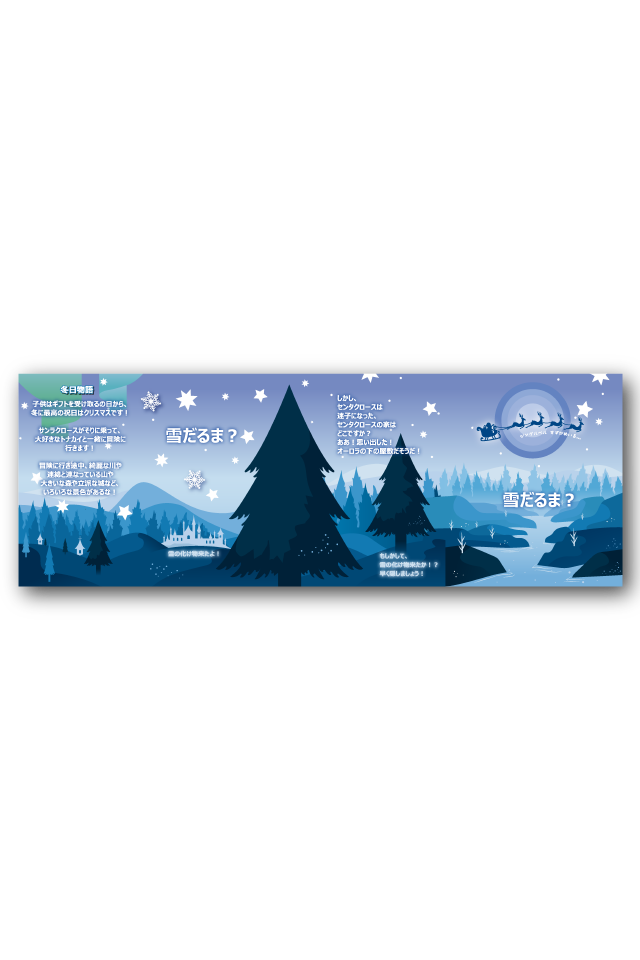 冬日物語
子供はギフトを受け取るの日から、
冬に最高の祝日はクリスマスです！
サンラクロースがそりに乗って、
大好きなトナカイと一緒に冒険に
行きます！
冒険に行き途中、綺麗な川や
連綿と連なっている山や
大きいな森や立派な城など、
いろいろな景色があるな！
雪だるま？
雪の化け物来たよ！
しかし、
センタクロースは
迷子になった、
センタクロースの家は
どこですか？
ああ！思い出した！
オーロラの下の屋敷だそうだ！
もしかして、
雪の化け物来たか！？
早く隠しましょう！
雪だるま？